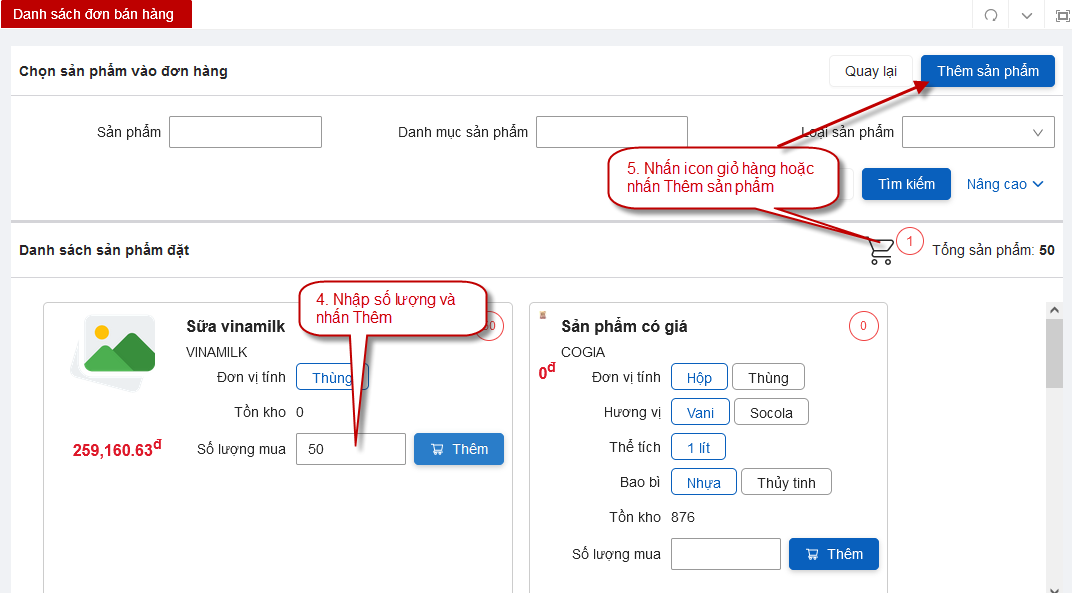 Danh sách đơn bán hàng
Chọn sản phẩm vào đơn hàng
Quay lại
Thêm sản phẩm
Sản phẩm
Danh mục sản phẩm
Loại sản phẩm
5. Nhấn icon giỏ hàng hoặc
nhấn Thêm sản phẩm
Tìm kiếm
Nâng cao
Danh sách sản phẩm đặt
1
Tổng sản phẩm: 50
4. Nhập số lượng và
nhấn Thêm
Sữa vinamilk
VINAMILK
Đơn vị tính
Thùng
Tồn kho 0
259,160.63đ
Số lượng mua
50
Thêm
Sản phẩm có giá
0
COGIA
0đ
Đơn vị tính
Hộp
Thùng
Hương vị
Vani
Socola
Thể tích
1 lít
Bao bì
Nhựa
Thủy tinh
Tồn kho 876
Số lượng mua
Thêm